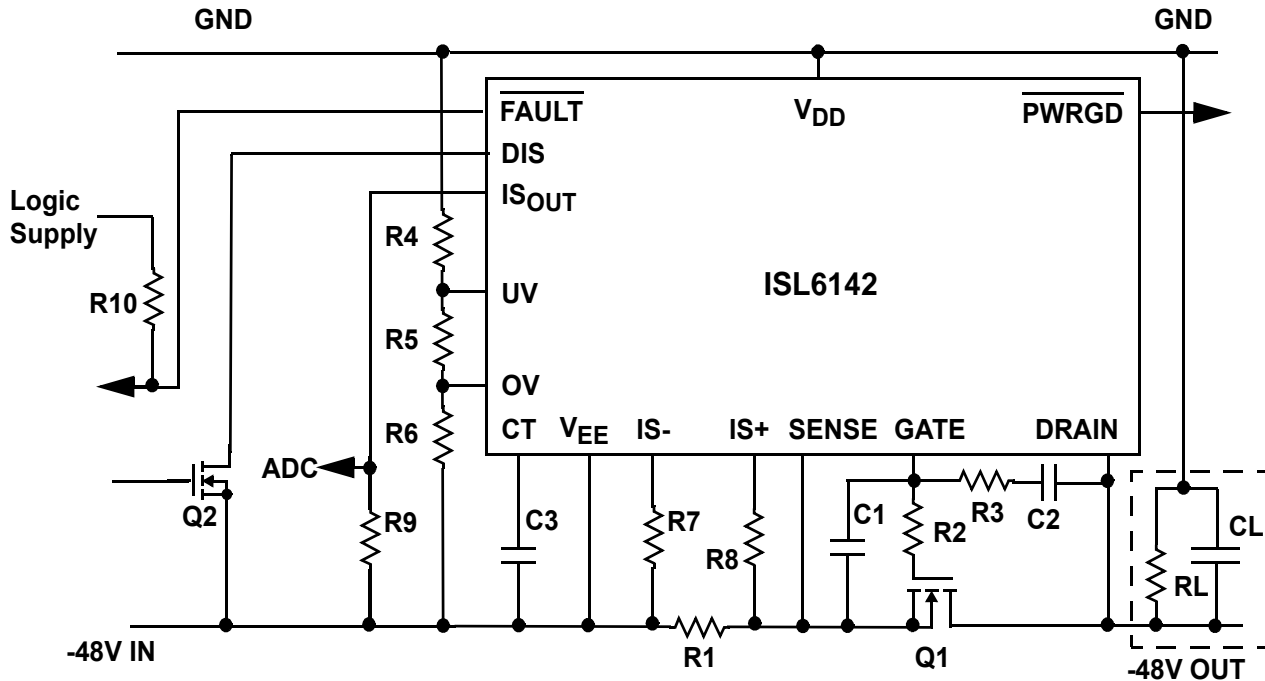 GND
GND
FAULT
VDD
PWRGD
DIS
ISOUT
Logic
Supply
R4
R10
UV
ISL6142
R5
OV
R6
CT
VEE
IS-
IS+
SENSE
GATE
DRAIN
ADC
Q2
R9
C3
R7
R8
C1
R2
R3
C2
CL
RL
-48V IN
R1
Q1
-48V OUT